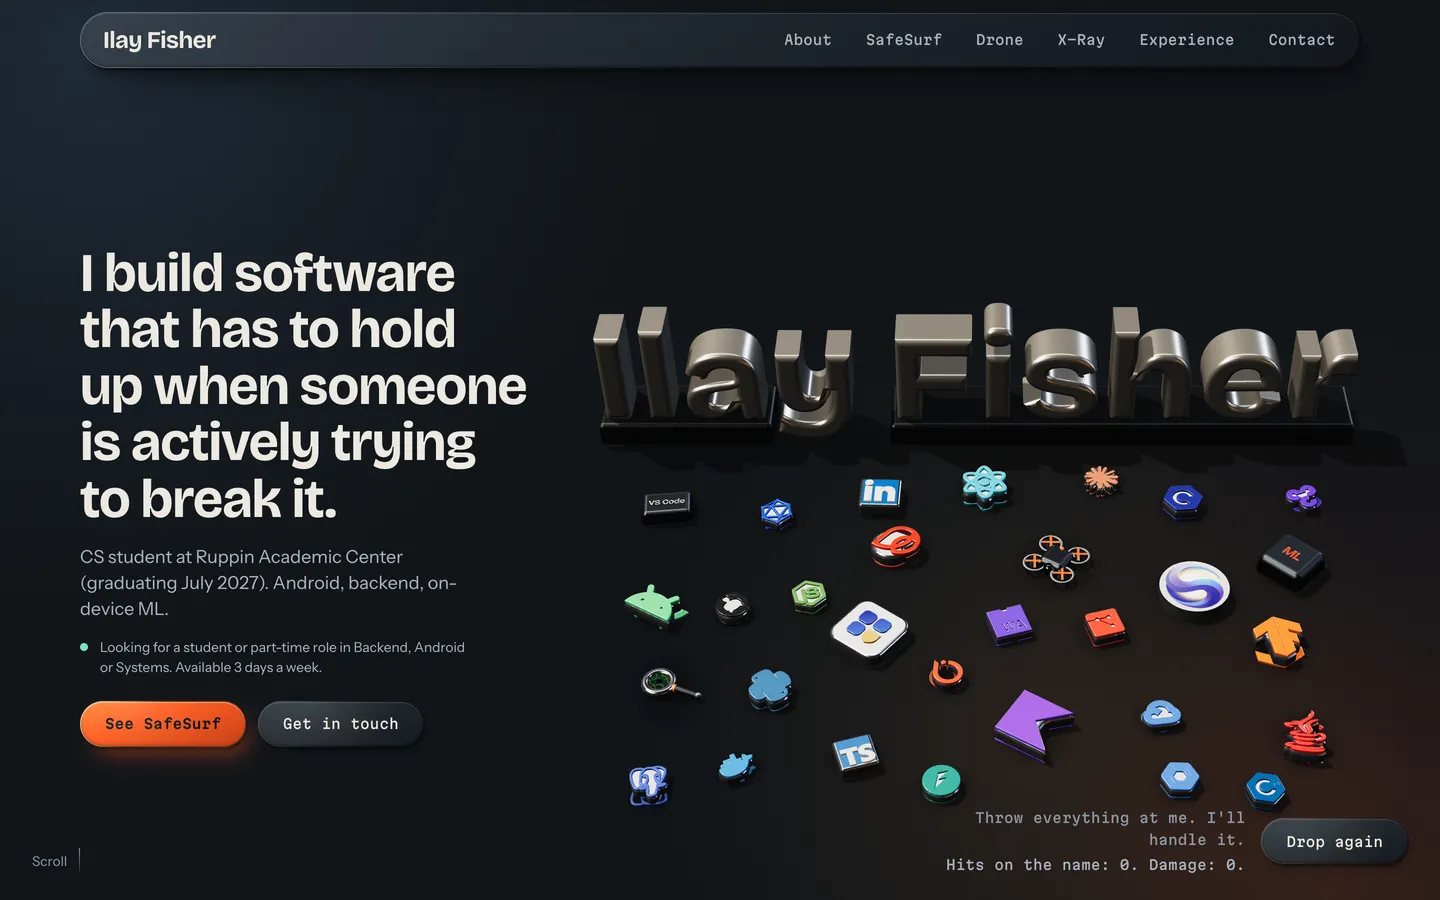 Ilay Fisher
About
SafeSurf
Drone
X-Ray
Experience
Contact
I build software
that has to hold
up when someone
is actively trying
to break it.
CS student at Ruppin Academic Center
(graduating July 2027). Android, backend, on-
device ML.
Looking for a student or part-time role in Backend, Android
or Systems. Available 3 days a week.
See SafeSurf
Get in touch
Scroll
Ilay Fisher
VS Code
in
C
ML
WA
TS
C
Throw everything at me. I'll
handle it.
Hits on the name: 0. Damage: 0.
Drop again